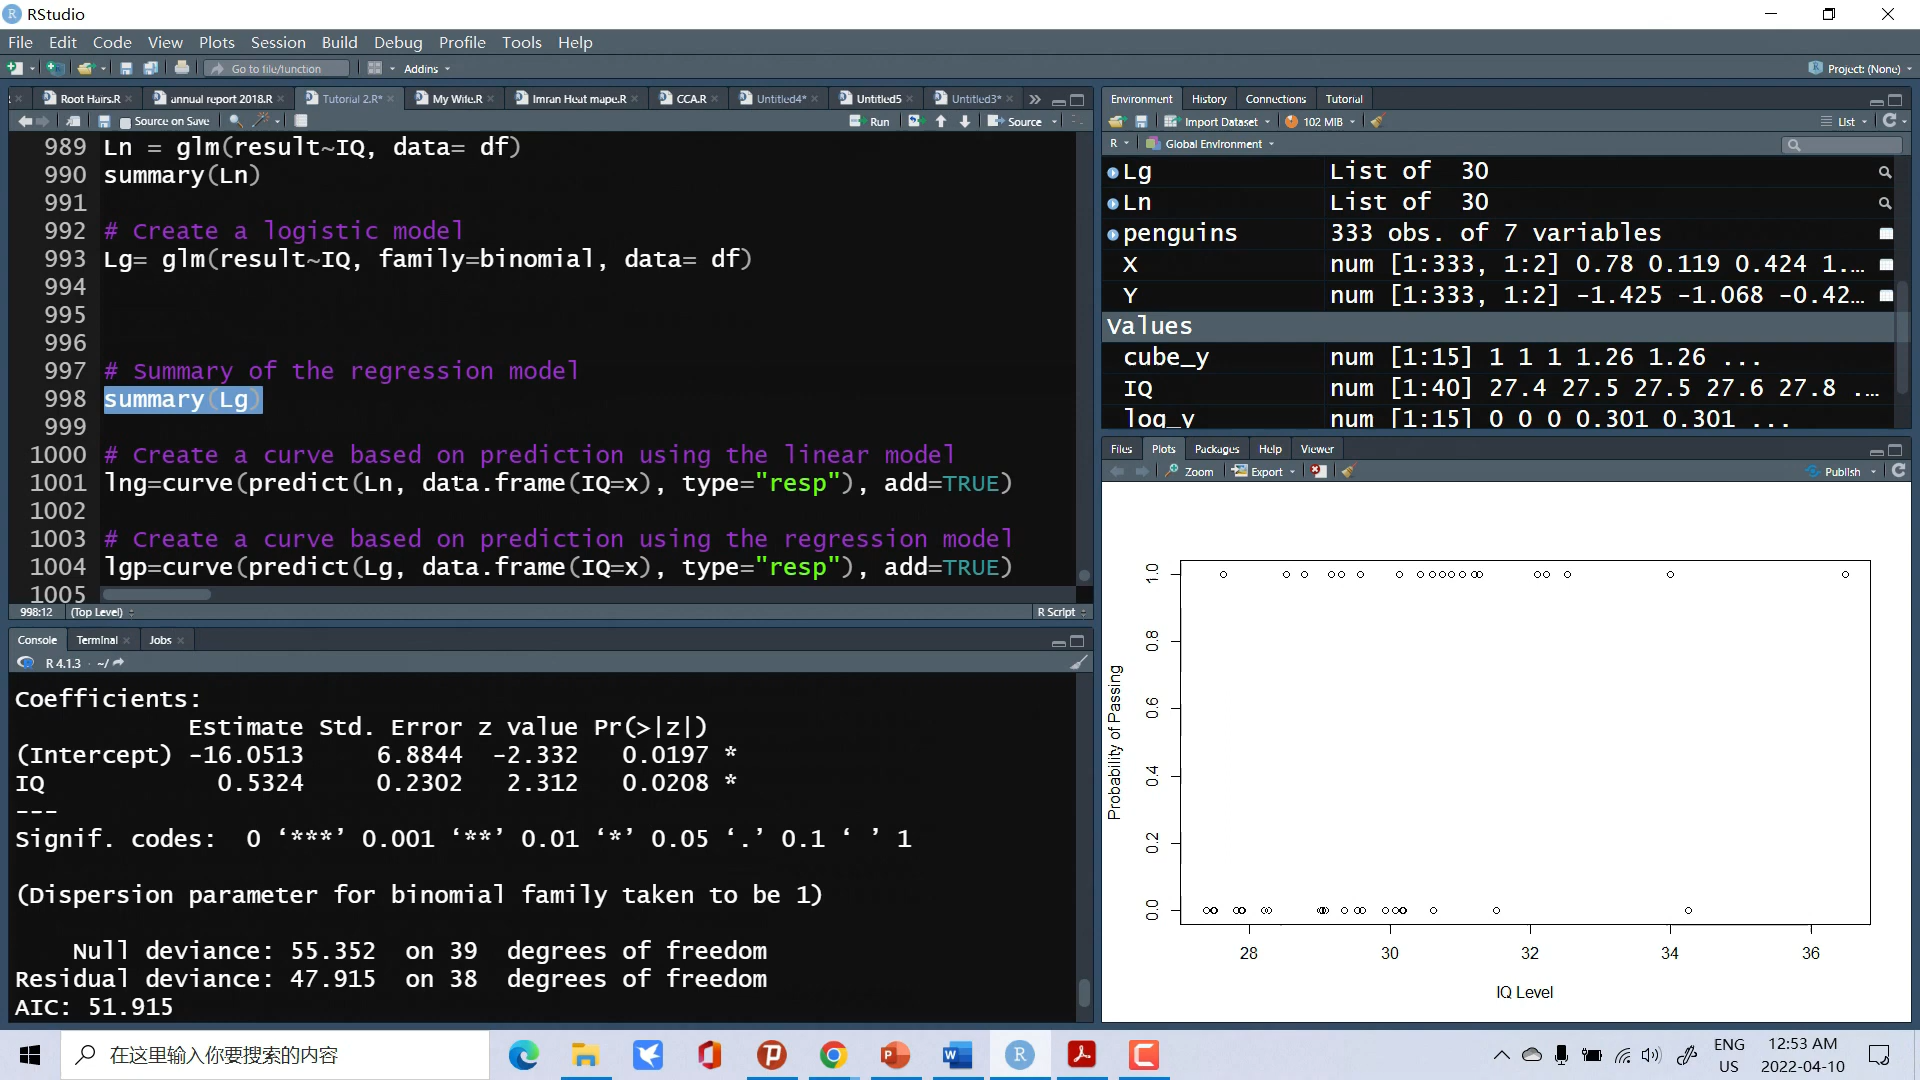 RStudio
File Edit Code View Plots Session Build Debug Profile Tools Help
Go to file/function Addins Project: (None)
Root Hairs.R annual report 2018.R Tutorial 2.R* My Wife.R Imran Heat mape.R CCA.R Untitled4* Untitled5 Untitled3*
Source on Save Run Source
989 Ln = glm(result~IQ, data= df)
990 summary(Ln)
991
992 # Create a logistic model
993 Lg= glm(result~IQ, family=binomial, data= df)
994
995
996
997 # Summary of the regression model
998 summary(Lg)
999
1000 # Create a curve based on prediction using the linear model
1001 lng=curve(predict(Ln, data.frame(IQ=x), type="resp"), add=TRUE)
1002
1003 # Create a curve based on prediction using the regression model
1004 lgp=curve(predict(Lg, data.frame(IQ=x), type="resp"), add=TRUE)
1005
998:12 (Top Level) R Script
Console Terminal Jobs
R 4.1.3 · ~/
Coefficients:
Estimate Std. Error z value Pr(>|z|)
(Intercept) -16.0513 6.8844 -2.332 0.0197 *
IQ 0.5324 0.2302 2.312 0.0208 *
---
Signif. codes: 0 ‘***’ 0.001 ‘**’ 0.01 ‘*’ 0.05 ‘.’ 0.1 ‘ ’ 1
(Dispersion parameter for binomial family taken to be 1)
Null deviance: 55.352 on 39 degrees of freedom
Residual deviance: 47.915 on 38 degrees of freedom
AIC: 51.915
Environment History Connections Tutorial
Import Dataset 102 MiB List
R Global Environment
Lg List of 30
Ln List of 30
penguins 333 obs. of 7 variables
X num [1:333, 1:2] 0.78 0.119 0.424 1.…
Y num [1:333, 1:2] -1.425 -1.068 -0.42…
Values
cube_y num [1:15] 1 1 1 1.26 1.26 ...
IQ num [1:40] 27.4 27.5 27.5 27.6 27.8 .…
log_y num [1:15] 0 0 0 0.301 0.301 ...
Files Plots Packages Help Viewer
Zoom Export Publish
Probability of Passing
1.0
0.8
0.6
0.4
0.2
0.0
28 30 32 34 36
IQ Level
在这里输入你要搜索的内容
ENG
US
12:53 AM
2022-04-10